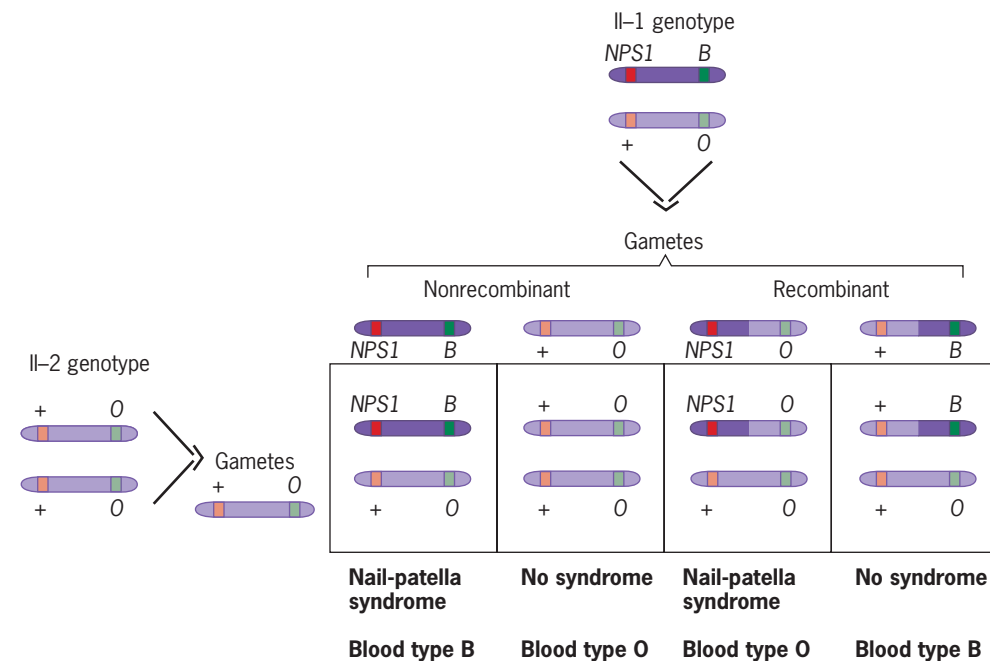 II–1 genotype
NPS1 B
+ O
Gametes
Nonrecombinant Recombinant
NPS1 B + O NPS1 O + B
II–2 genotype
+ O
+ O
Gametes
+ O
NPS1 B + O NPS1 O + B
+ O + O + O + O
Nail-patella syndrome No syndrome Nail-patella syndrome No syndrome
Blood type B Blood type O Blood type O Blood type B